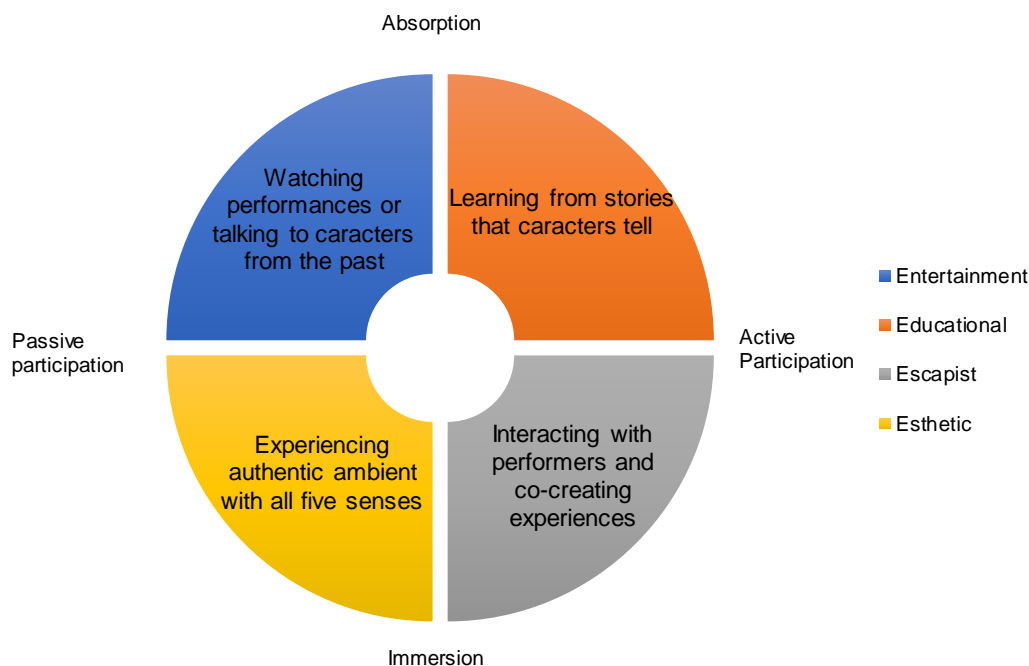 Absorption
Watching
performances or
talking to caracters
from the past
Learning from stories
that caracters tell
Passive
participation
Active
Participation
Experiencing
authentic ambient
with all five senses
Interacting with
performers and
co-creating
experiences
Immersion
Entertainment
Educational
Escapist
Esthetic